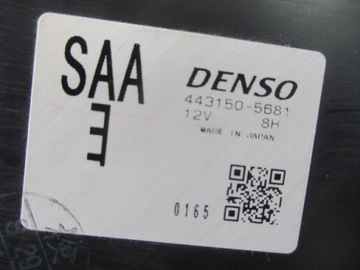 SAA
DENSO
443150-5681
12V 8H
MADE IN JAPAN
0165